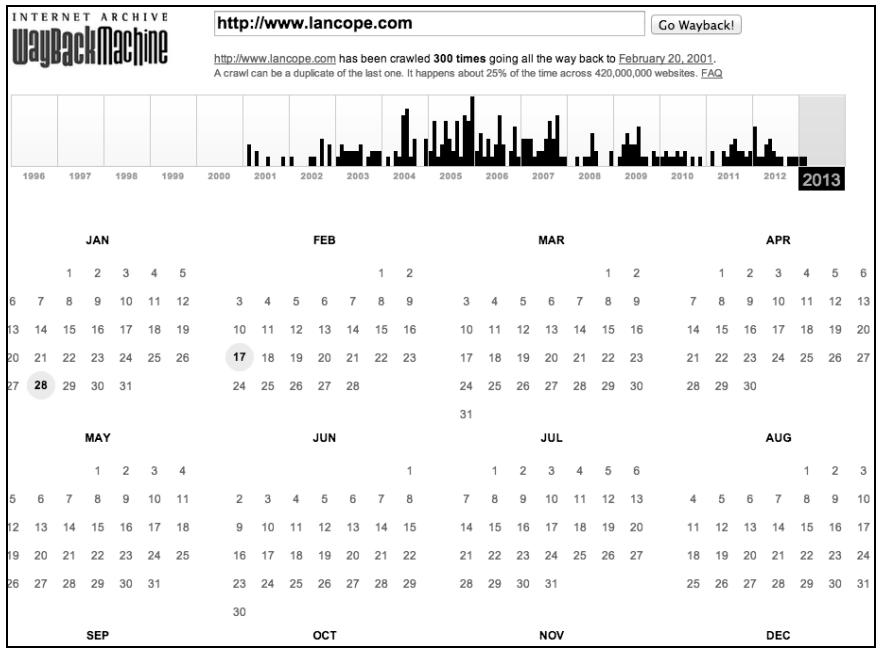 INTERNET ARCHIVE
WayBackMachine
http://www.lancope.com
Go Wayback!
http://www.lancope.com has been crawled 300 times going all the way back to February 20, 2001.
A crawl can be a duplicate of the last one. It happens about 25% of the time across 420,000,000 websites. FAQ
1996 1997 1998 1999 2000 2001 2002 2003 2004 2005 2006 2007 2008 2009 2010 2011 2012 2013
JAN FEB MAR APR
1 2 3 4 5 1 2 1 2 1 2 3 4 5 6
6 7 8 9 10 11 12 3 4 5 6 7 8 9 3 4 5 6 7 8 9 7 8 9 10 11 12 13
13 14 15 16 17 18 19 10 11 12 13 14 15 16 10 11 12 13 14 15 16 14 15 16 17 18 19 20
20 21 22 23 24 25 26 17 18 19 20 21 22 23 17 18 19 20 21 22 23 21 22 23 24 25 26 27
27 28 29 30 31 24 25 26 27 28 24 25 26 27 28 29 30 28 29 30
31
MAY JUN JUL AUG
1 2 3 4 1 1 2 3 4 5 6 1 2 3
5 6 7 8 9 10 11 2 3 4 5 6 7 8 7 8 9 10 11 12 13 4 5 6 7 8 9 10
12 13 14 15 16 17 18 9 10 11 12 13 14 15 14 15 16 17 18 19 20 11 12 13 14 15 16 17
19 20 21 22 23 24 25 16 17 18 19 20 21 22 21 22 23 24 25 26 27 18 19 20 21 22 23 24
26 27 28 29 30 31 23 24 25 26 27 28 29 28 29 30 31 25 26 27 28 29 30 31
30
SEP OCT NOV DEC